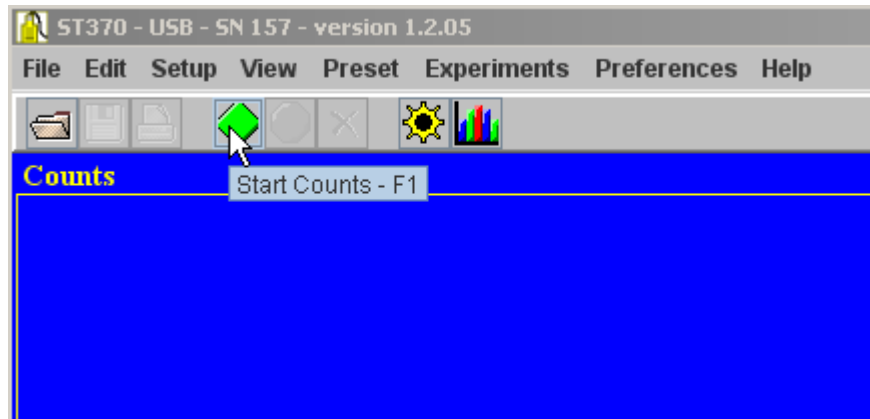 ST370 - USB - SN 157 - version 1.2.05
File Edit Setup View Preset Experiments Preferences Help
Counts
Start Counts - F1